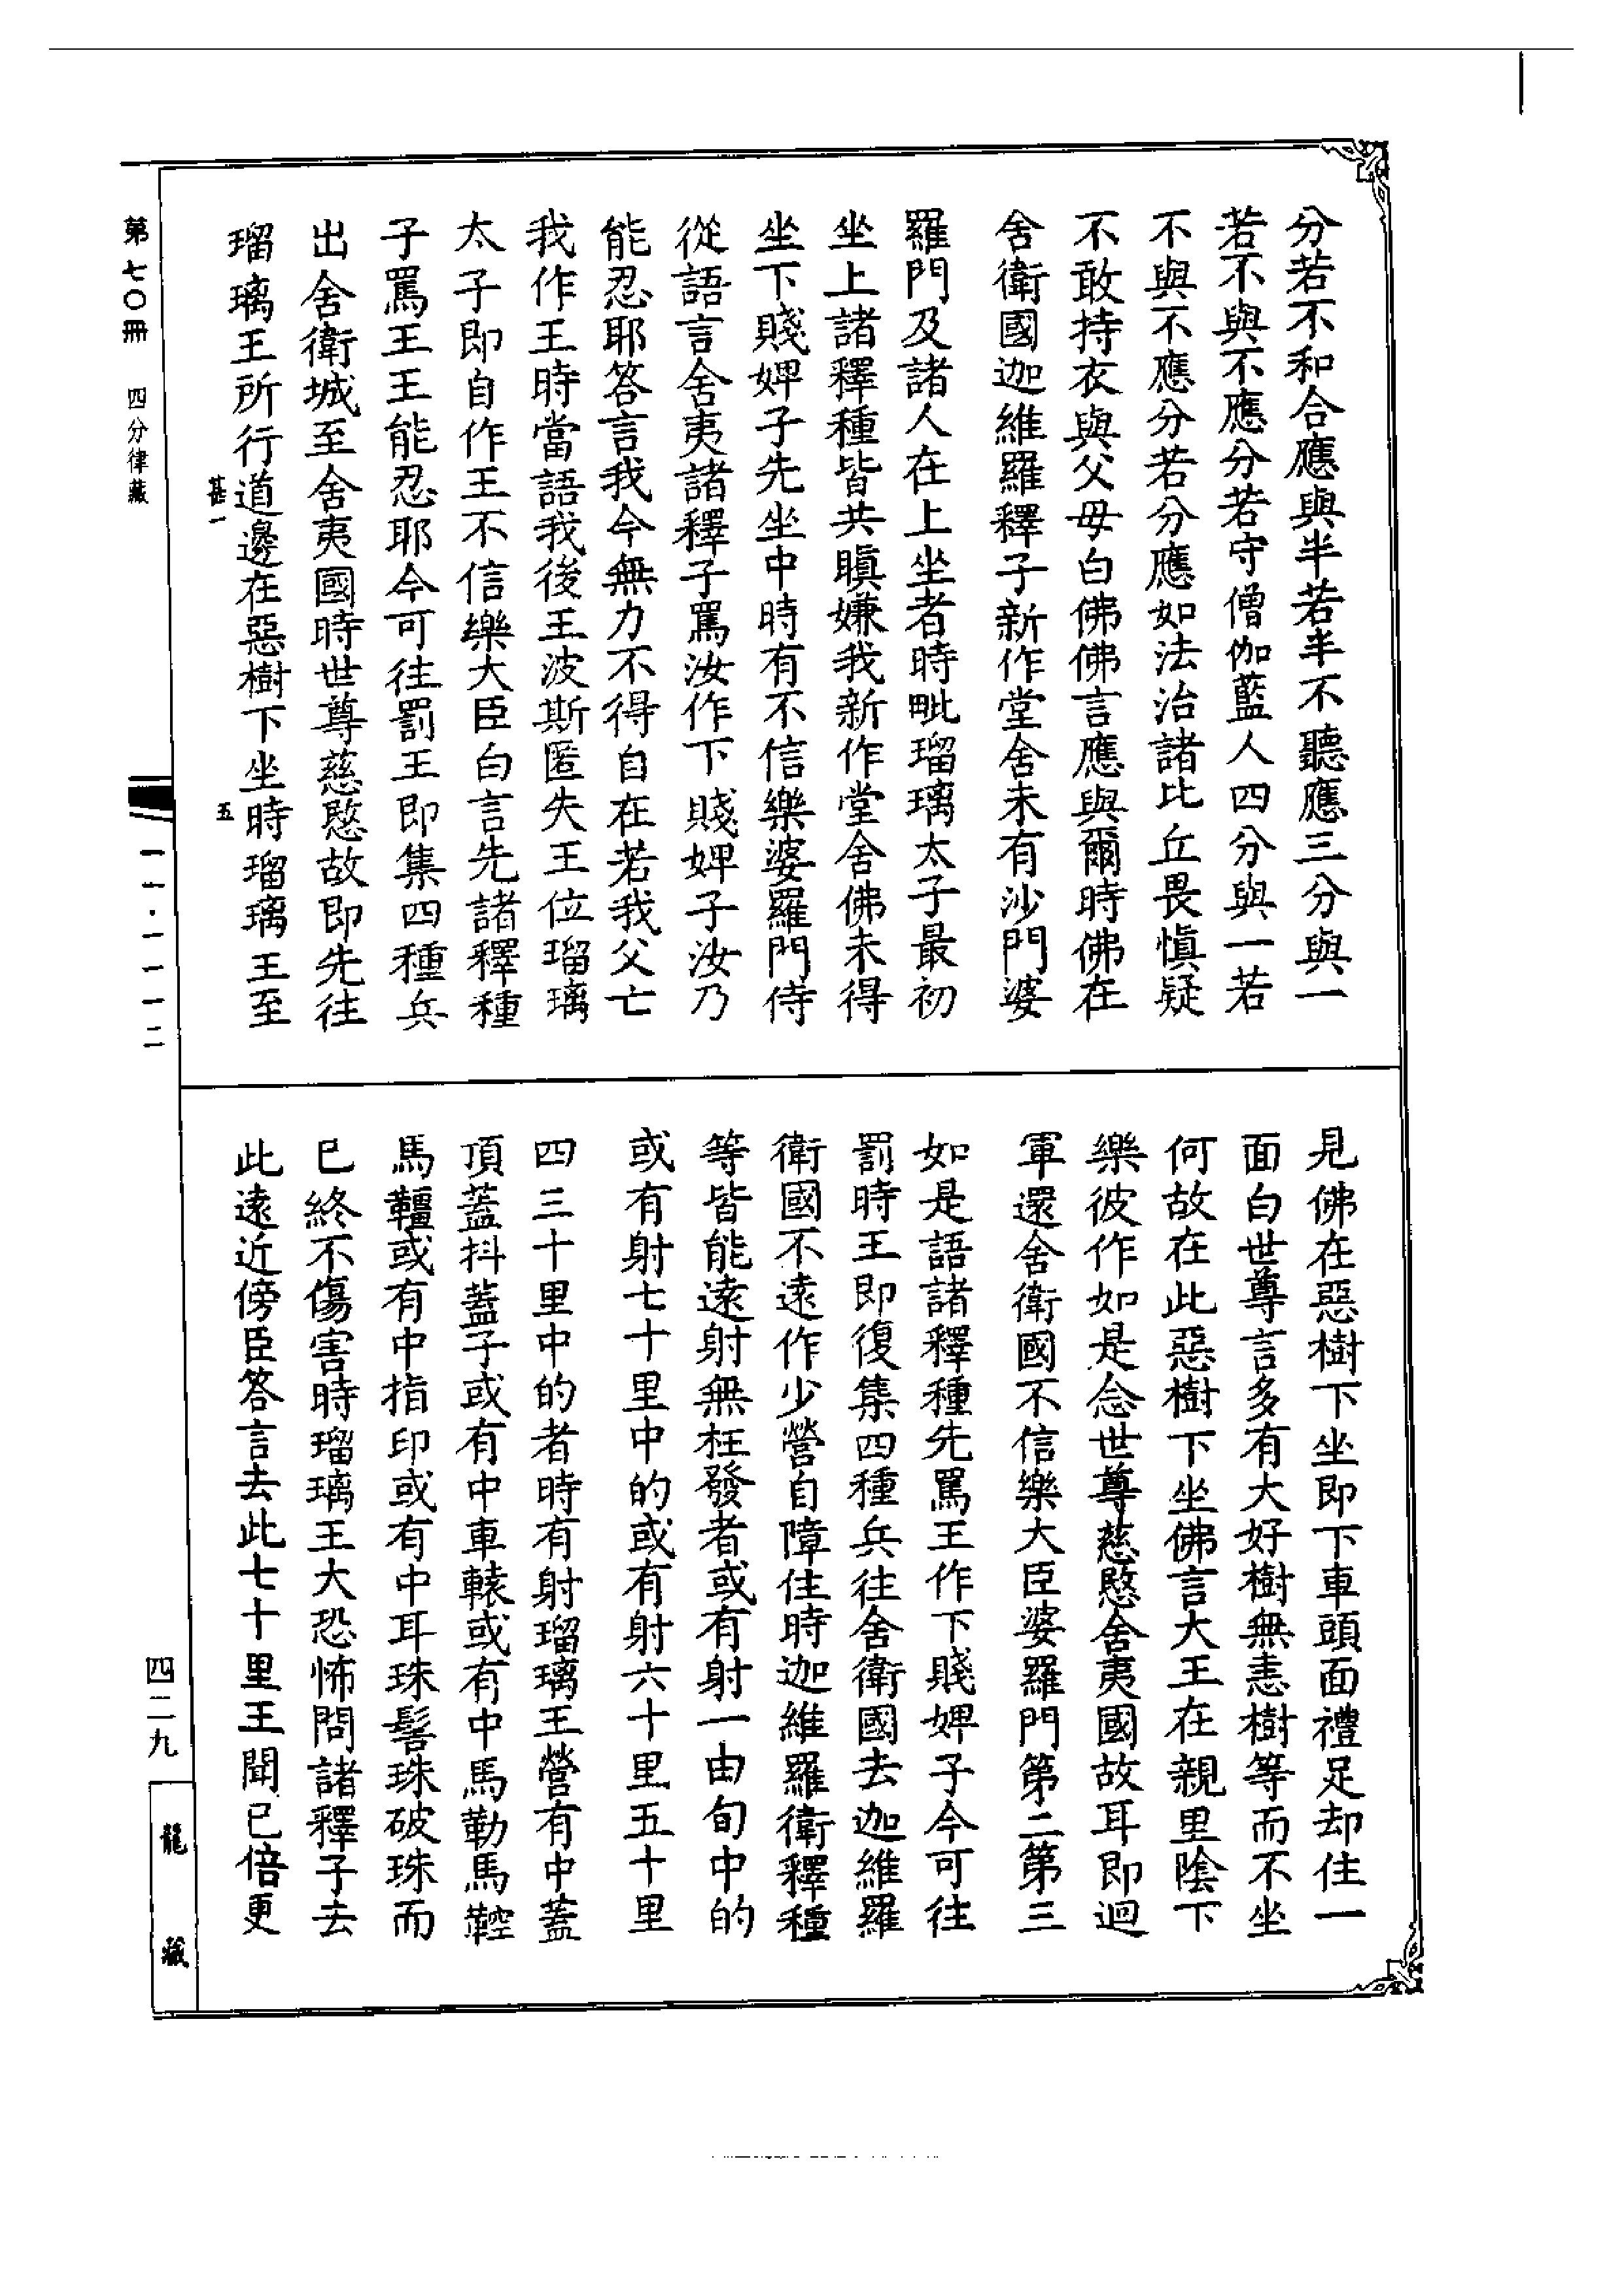 分若不和合應與半若半不聽應三分與一
若不與不應分若守僧伽藍人四分與一若
不與不應分若分應如法治諸比丘畏慎疑
不敢持衣與父母白佛佛言應與爾時佛在
舍衛國迦維羅釋子新作堂舍未有沙門婆
羅門及諸人在上坐者時毗瑠璃太子最初
坐上諸釋種皆共瞋嫌我新作堂舍佛未得
坐下賤婢子先坐中時有不信樂婆羅門侍
從語言舍夷諸釋子罵汝作下賤婢子汝乃
能忍耶答言我今無力不得自在若我父亡
我作王時當語我後王波斯匿失王位瑠璃
太子即自作王不信樂大臣白言先諸釋種
子罵王王能忍耶今可往罰王即集四種兵
出舍衛城至舍夷國時世尊慈愍故即先往
瑠璃王所行道邊在惡樹下坐時瑠璃王至
見佛在惡樹下坐即下車頭面禮足却住一
面白世尊言多有大好樹無恚樹等而不坐
何故在此惡樹下坐佛言大王在親里陰下
樂彼作如是念世尊慈愍舍夷國故耳即迴
軍還舍衛國不信樂大臣婆羅門第二第三
如是語諸釋種先罵王作下賤婢子今可往
罰時王即復集四種兵往舍衛國去迦維羅
衛國不遠作少營自障住時迦維羅衛釋種
等皆能遠射無枉發者或有射一由旬中的
或有射七十里中的或有射六十里五十里
四三十里中的者時有射瑠璃王營有中蓋
頂蓋抖蓋子或有中車轅或有中馬勒馬鞚
馬韁或有中指印或有中耳珠髻珠破珠而
已終不傷害時瑠璃王大恐怖問諸釋子去
此遠近傍臣答言去此七十里王聞已倍更
甚一
五
第七〇冊 四分律藏
一一·一一一二
四二九
龍藏